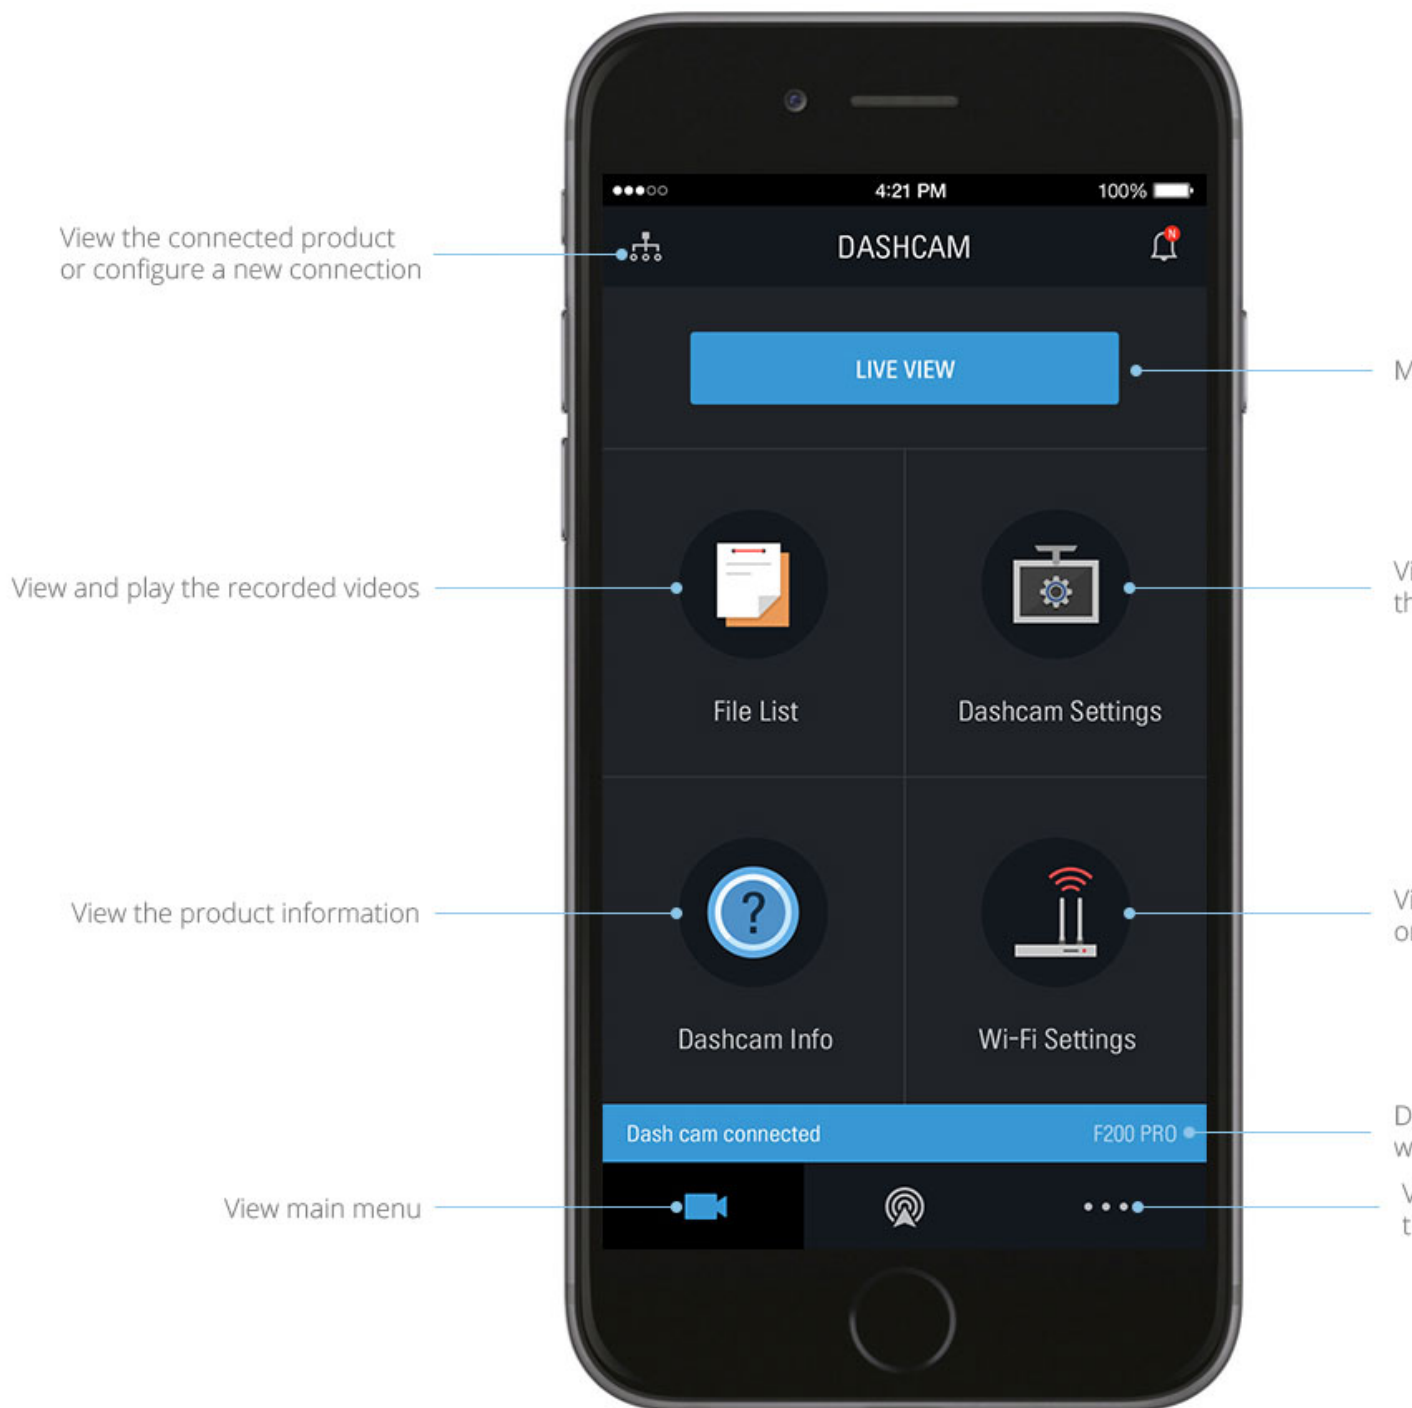 4:21 PM
100%
View the connected product
or configure a new connection
DASHCAM
N
LIVE VIEW
View and play the recorded videos
File List
Dashcam Settings
View the product information
?
Dashcam Info
Wi-Fi Settings
Dash cam connected
F200 PRO
View main menu